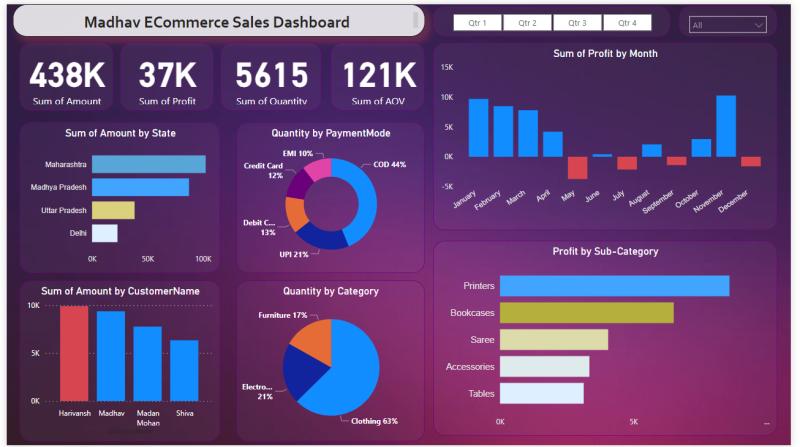 Madhav ECommerce Sales Dashboard
Qtr 1 Qtr 2 Qtr 3 Qtr 4
All
438K
Sum of Amount
37K
Sum of Profit
5615
Sum of Quantity
121K
Sum of AOV
Sum of Profit by Month
15K
10K
5K
0K
-5K
January February March April May June July August September October November December
Sum of Amount by State
Maharashtra
Madhya Pradesh
Uttar Pradesh
Delhi
0K 50K 100K
Quantity by PaymentMode
EMI 10%
COD 44%
Credit Card
12%
Debit C...
13%
UPI 21%
Sum of Amount by CustomerName
10K
5K
0K
Harivansh Madhav Madan Shiva
Mohan
Quantity by Category
Furniture 17%
Electro...
21%
Clothing 63%
Profit by Sub-Category
Printers
Bookcases
Saree
Accessories
Tables
0K 5K ...